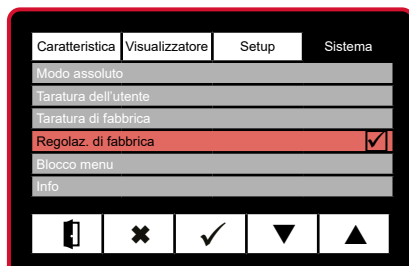 Caratteristica Visualizzatore Setup Sistema
Modo assoluto
Taratura dell'utente
Taratura di fabbrica
Regolaz. di fabbrica
Blocco menu
Info